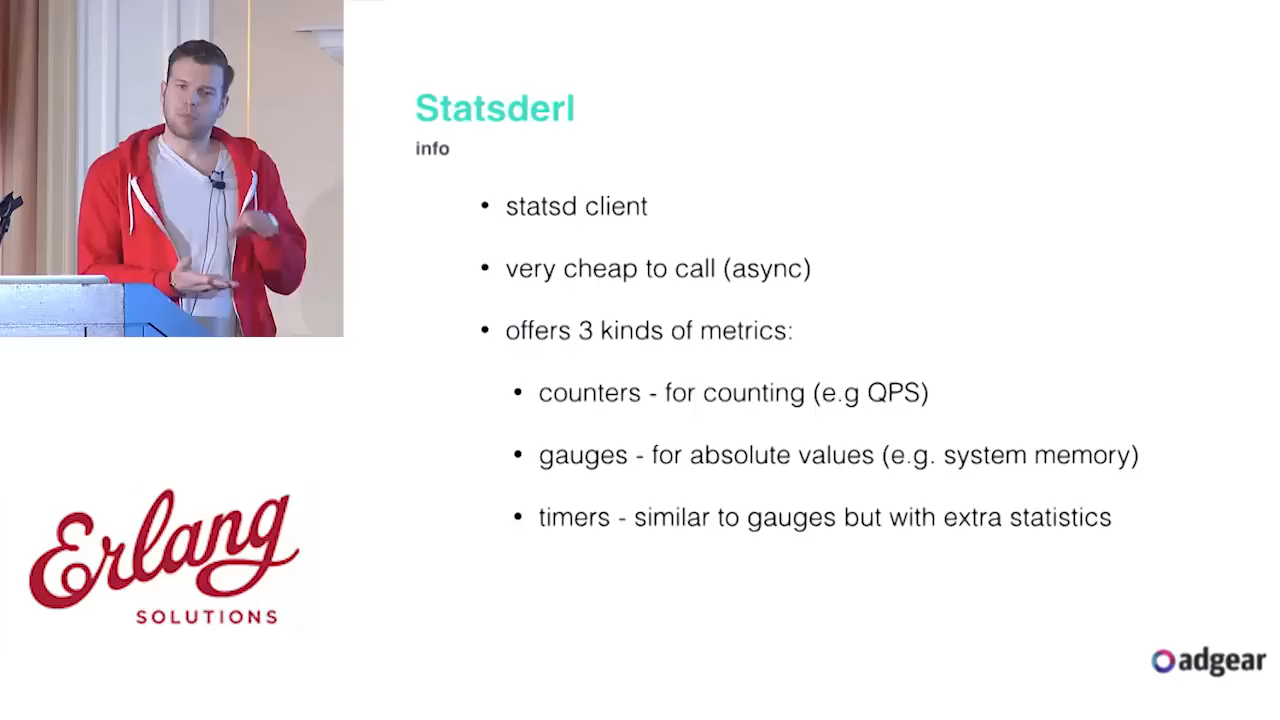 Statsderl
info
• statsd client
• very cheap to call (async)
• offers 3 kinds of metrics:
• counters - for counting (e.g QPS)
• gauges - for absolute values (e.g. system memory)
• timers - similar to gauges but with extra statistics
Erlang
SOLUTIONS
adgear